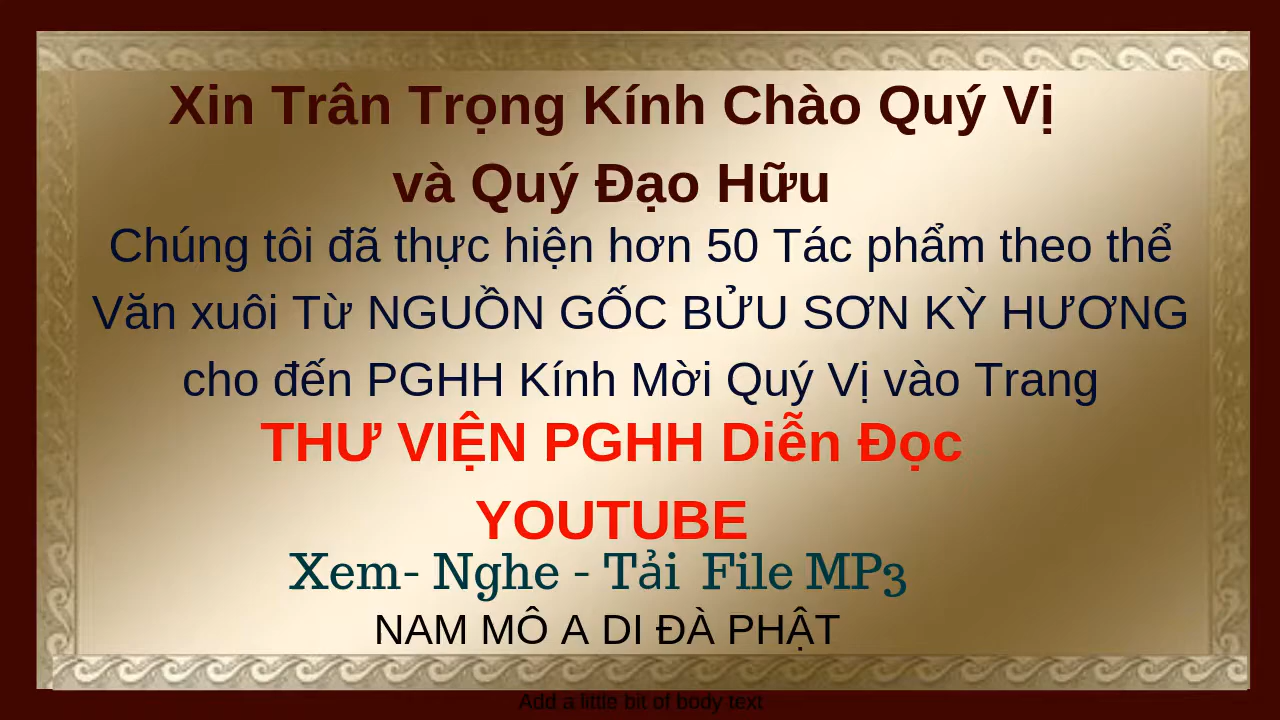 Xin Trân Trọng Kính Chào Quý Vị
và Quý Đạo Hữu
Chúng tôi đã thực hiện hơn 50 Tác phẩm theo thể
Văn xuôi Từ NGUỒN GỐC BỬU SƠN KỲ HƯƠNG
cho đến PGHH Kính Mời Quý Vị vào Trang
THƯ VIỆN PGHH Diễn Đọc
YOUTUBE
Xem- Nghe - Tải File MP3
NAM MÔ A DI ĐÀ PHẬT
Add a little bit of body text